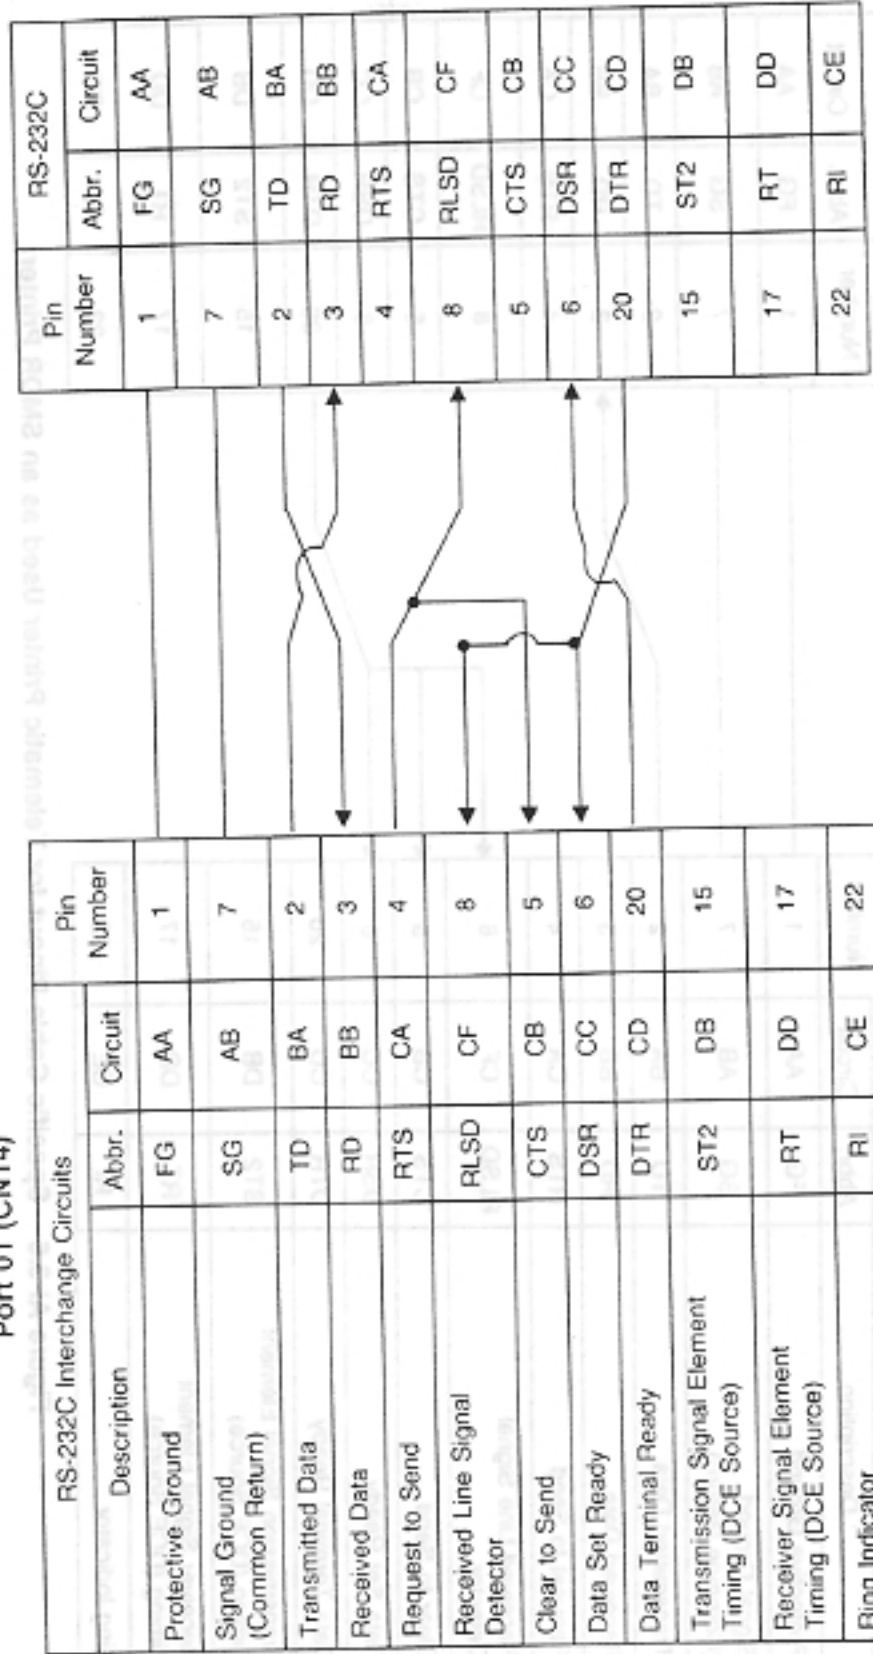 Port 01 (CN14)
RS-232C Interchange Circuits
Pin Number
Description Abbr. Circuit
Protective Ground FG AA 1
Signal Ground (Common Return) SG AB 7
Transmitted Data TD BA 2
Received Data RD BB 3
Request to Send RTS CA 4
Received Line Signal Detector RLSD CF 8
Clear to Send CTS CB 5
Data Set Ready DSR CC 6
Data Terminal Ready DTR CD 20
Transmission Signal Element Timing (DCE Source) ST2 DB 15
Receiver Signal Element Timing (DCE Source) RT DD 17
Ring Indicator RI CE 22
Pin Number
RS-232C
Abbr. Circuit
1 FG AA
7 SG AB
2 TD BA
3 RD BB
4 RTS CA
8 RLSD CF
5 CTS CB
6 DSR CC
20 DTR CD
15 ST2 DB
17 RT DD
22 RI CE